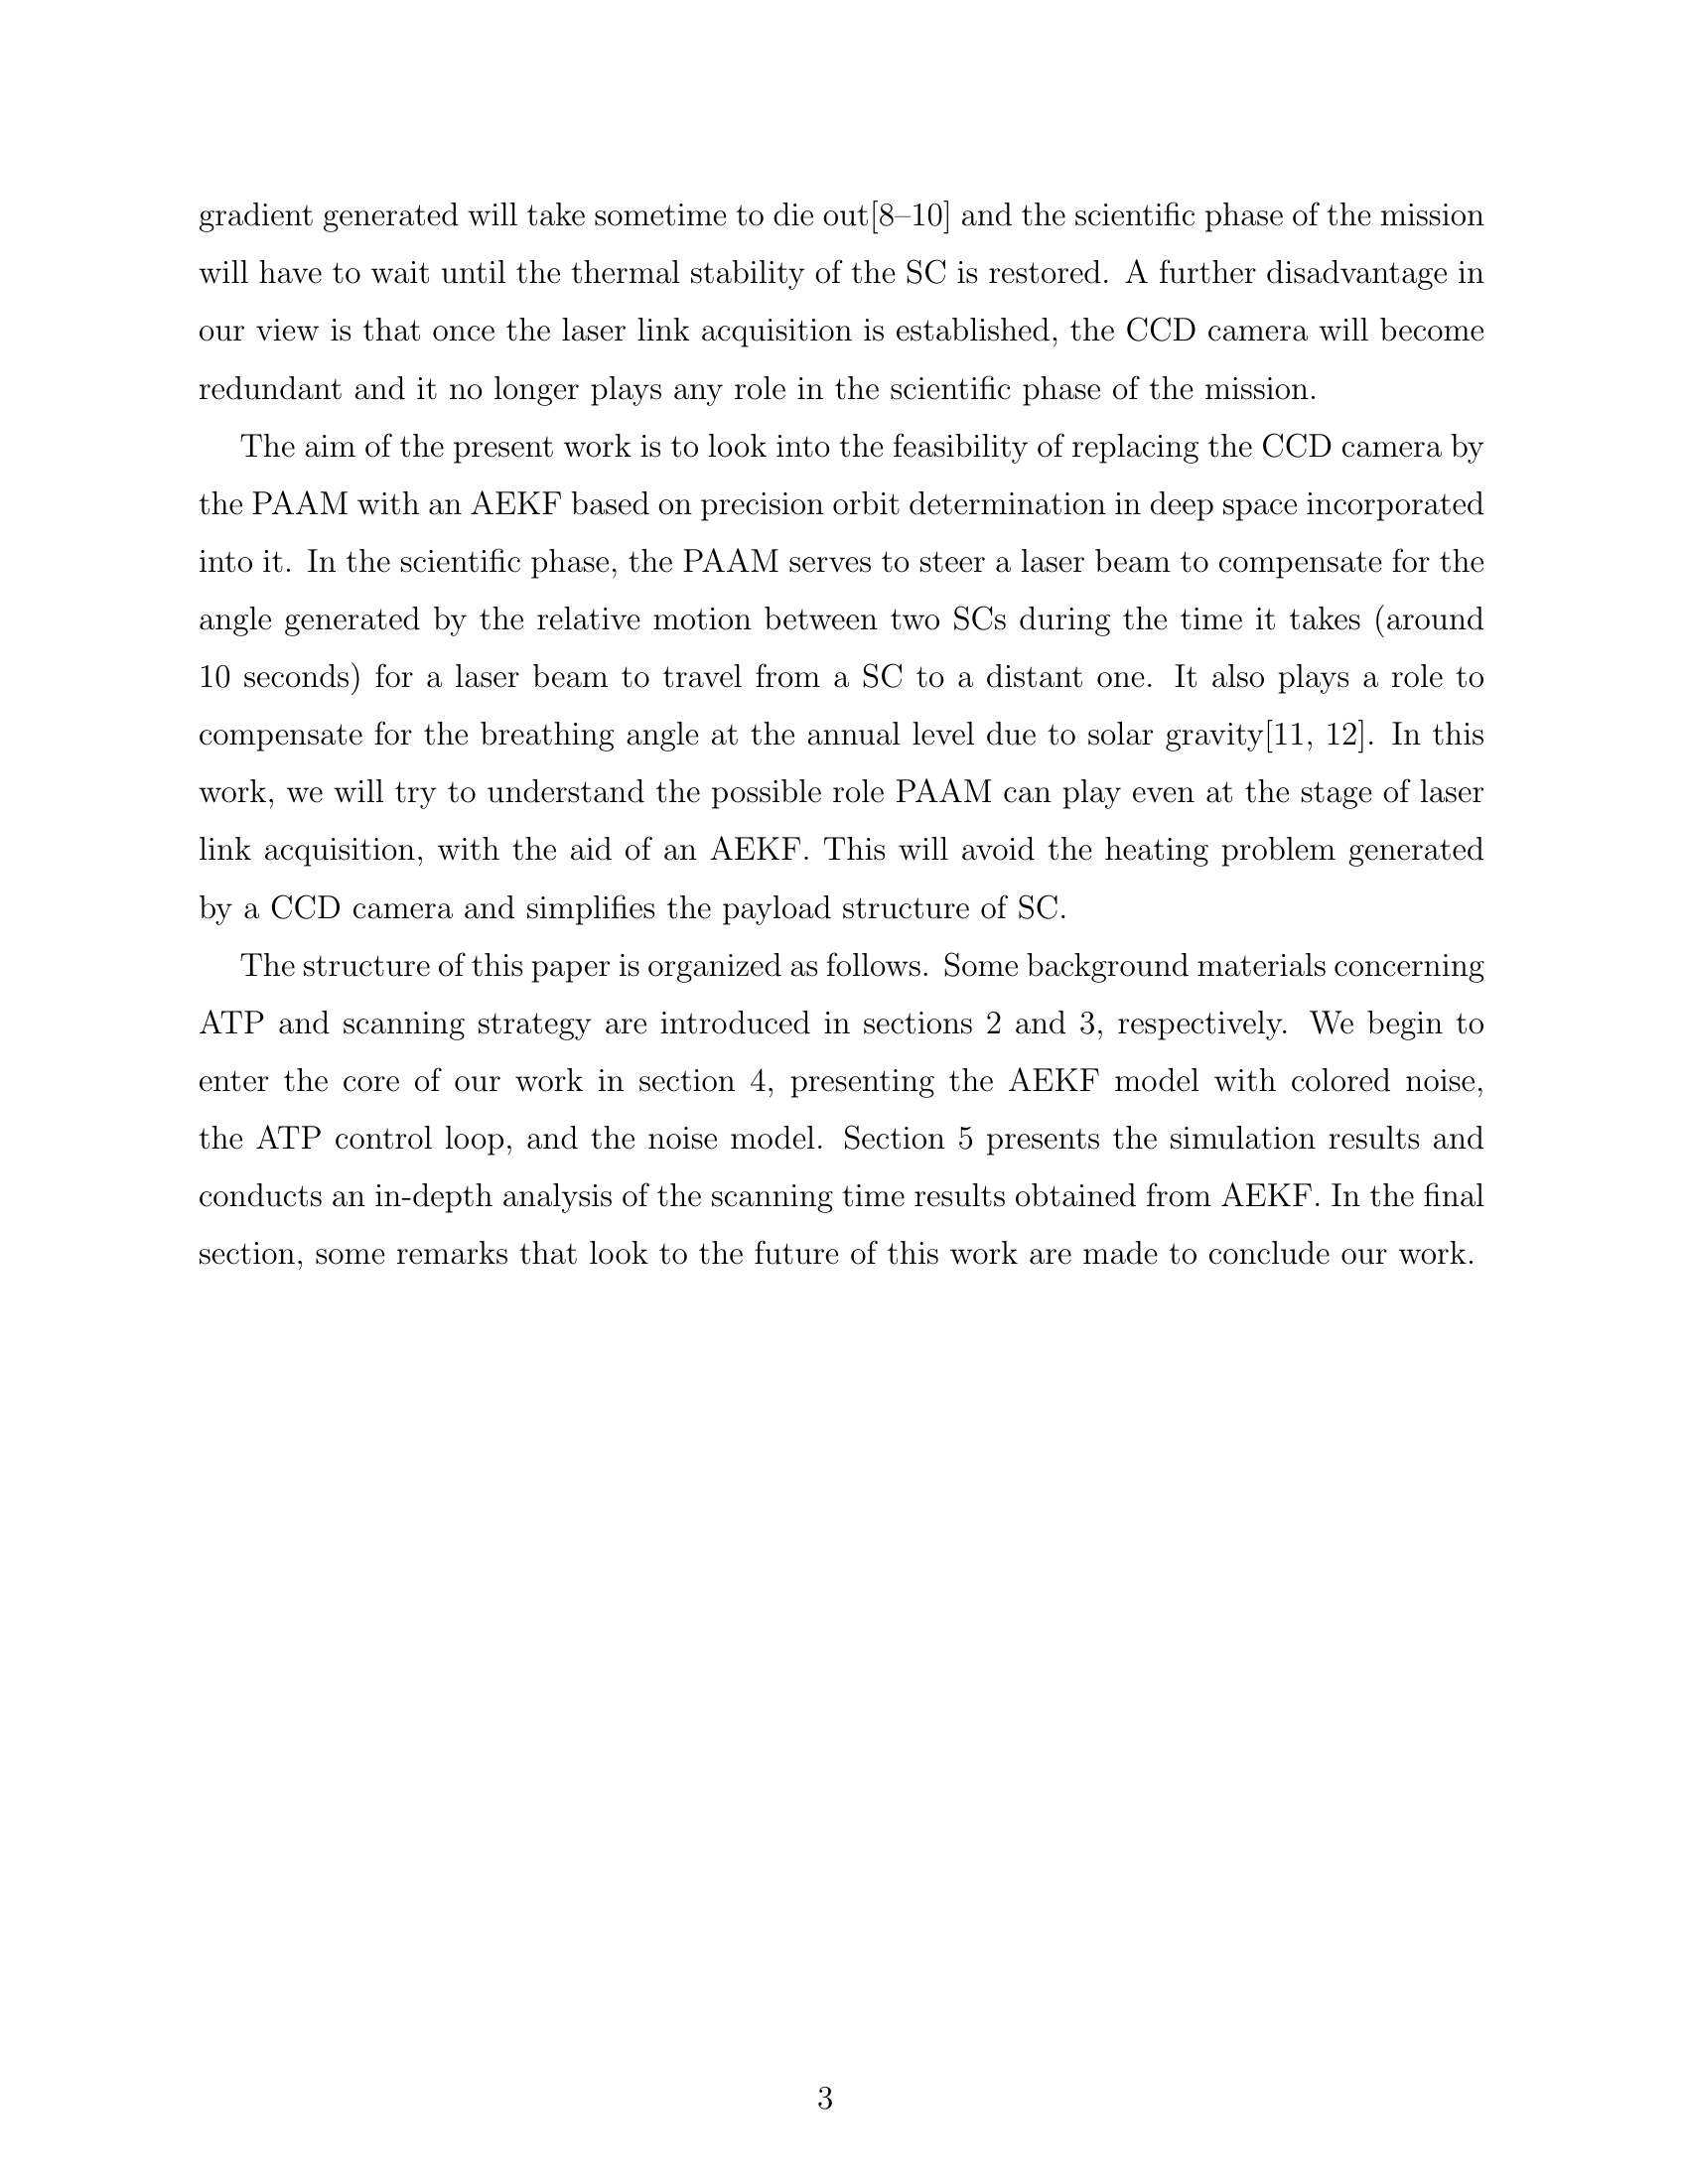 gradient generated will take sometime to die out[8–10] and the scientific phase of the mission
will have to wait until the thermal stability of the SC is restored. A further disadvantage in
our view is that once the laser link acquisition is established, the CCD camera will become
redundant and it no longer plays any role in the scientific phase of the mission.
The aim of the present work is to look into the feasibility of replacing the CCD camera by
the PAAM with an AEKF based on precision orbit determination in deep space incorporated
into it. In the scientific phase, the PAAM serves to steer a laser beam to compensate for the
angle generated by the relative motion between two SCs during the time it takes (around
10 seconds) for a laser beam to travel from a SC to a distant one. It also plays a role to
compensate for the breathing angle at the annual level due to solar gravity[11, 12]. In this
work, we will try to understand the possible role PAAM can play even at the stage of laser
link acquisition, with the aid of an AEKF. This will avoid the heating problem generated
by a CCD camera and simplifies the payload structure of SC.
The structure of this paper is organized as follows. Some background materials concerning
ATP and scanning strategy are introduced in sections 2 and 3, respectively. We begin to
enter the core of our work in section 4, presenting the AEKF model with colored noise,
the ATP control loop, and the noise model. Section 5 presents the simulation results and
conducts an in-depth analysis of the scanning time results obtained from AEKF. In the final
section, some remarks that look to the future of this work are made to conclude our work.
3